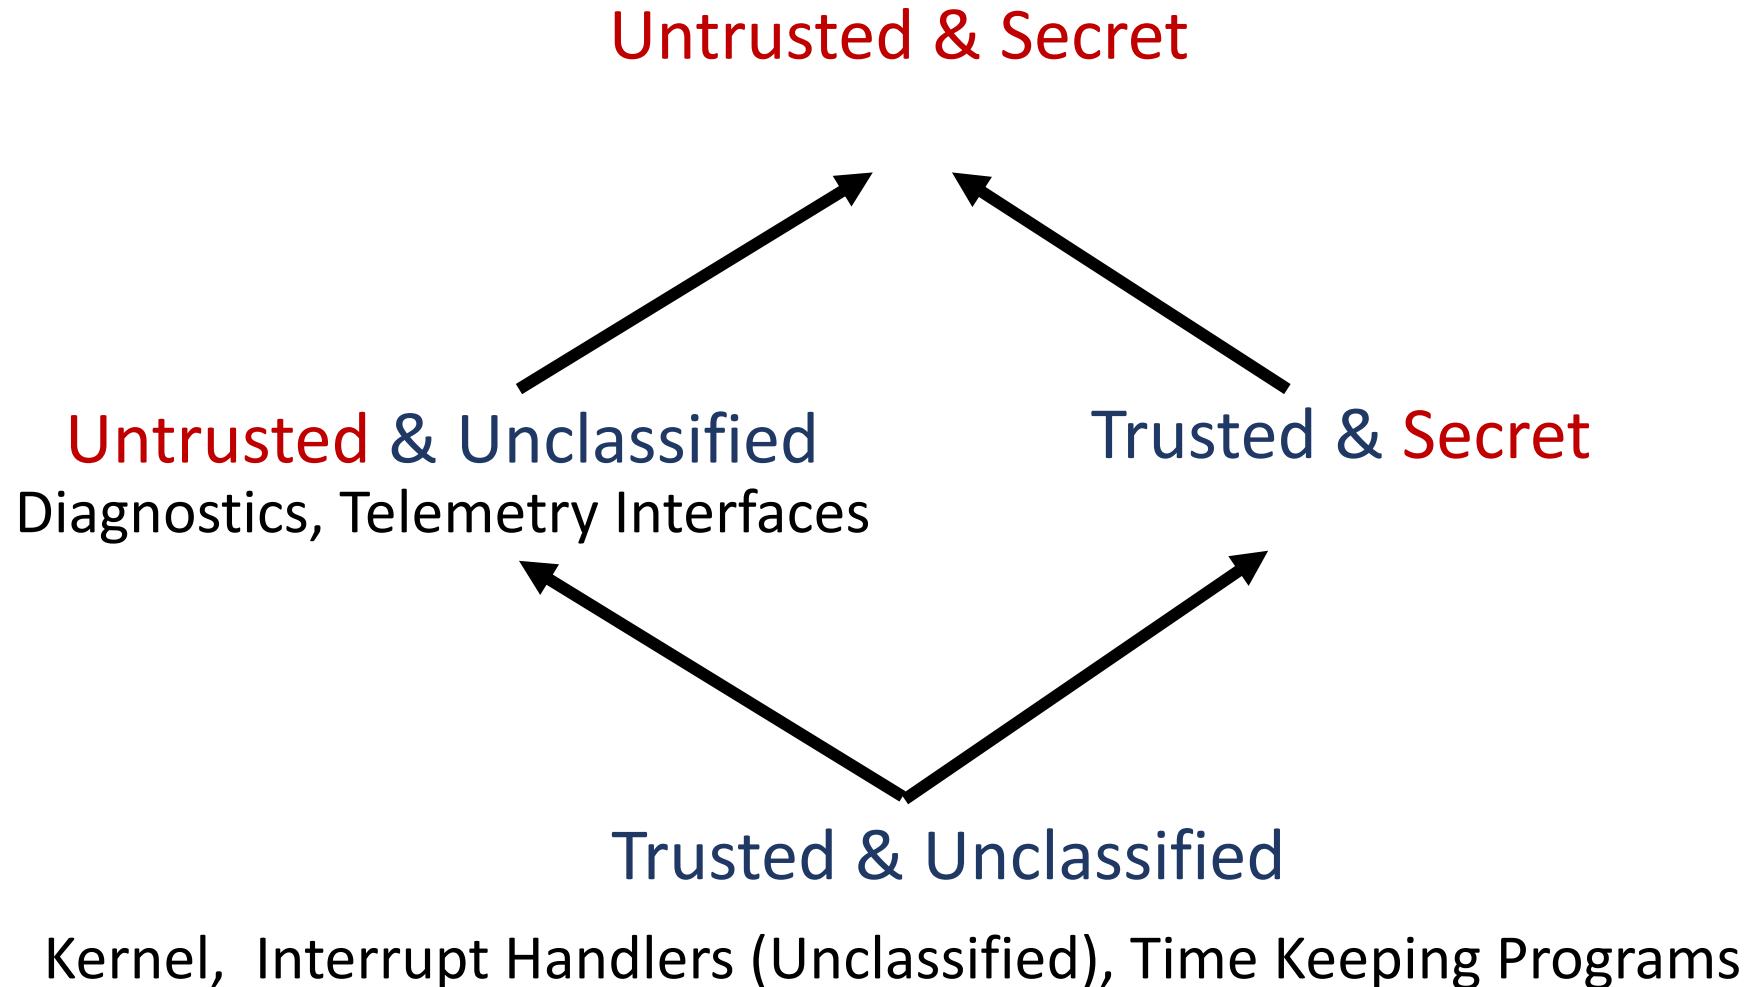 Untrusted & Secret
Untrusted & Unclassified
Diagnostics, Telemetry Interfaces
Trusted & Secret
Trusted & Unclassified
Kernel, Interrupt Handlers (Unclassified), Time Keeping Programs